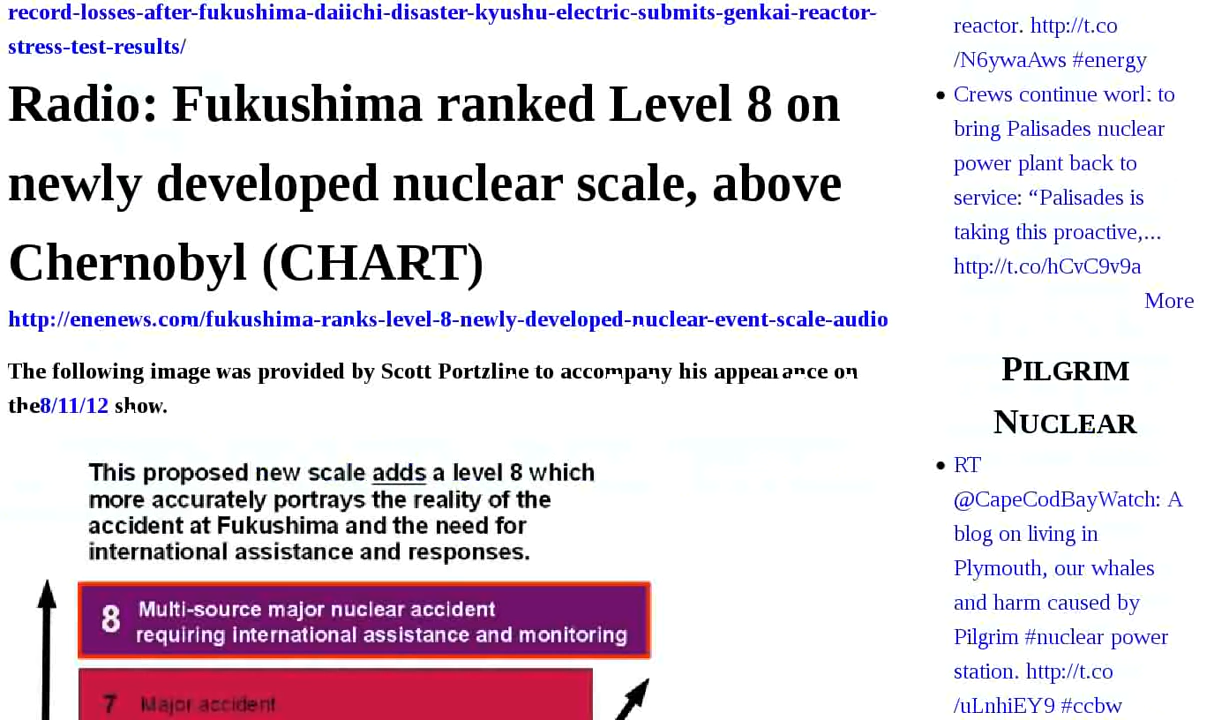 record-losses-after-fukushima-daiichi-disaster-kyushu-electric-submits-genkai-reactor-
stress-test-results/
Radio: Fukushima ranked Level 8 on
newly developed nuclear scale, above
Chernobyl (CHART)
http://enenews.com/fukushima-ranks-level-8-newly-developed-nuclear-event-scale-audio
The following image was provided by Scott Portzline to accompany his appearance on
the8/11/12 show.
This proposed new scale adds a level 8 which
more accurately portrays the reality of the
accident at Fukushima and the need for
international assistance and responses.
8 Multi-source major nuclear accident
requiring international assistance and monitoring
7 Major accident
reactor. http://t.co
/N6ywaAws #energy
Crews continue work to
bring Palisades nuclear
power plant back to
service: “Palisades is
taking this proactive,...
http://t.co/hCvC9v9a
More
Pilgrim
Nuclear
RT
@CapeCodBayWatch: A
blog on living in
Plymouth, our whales
and harm caused by
Pilgrim #nuclear power
station. http://t.co
/uLnhiEY9 #ccbw